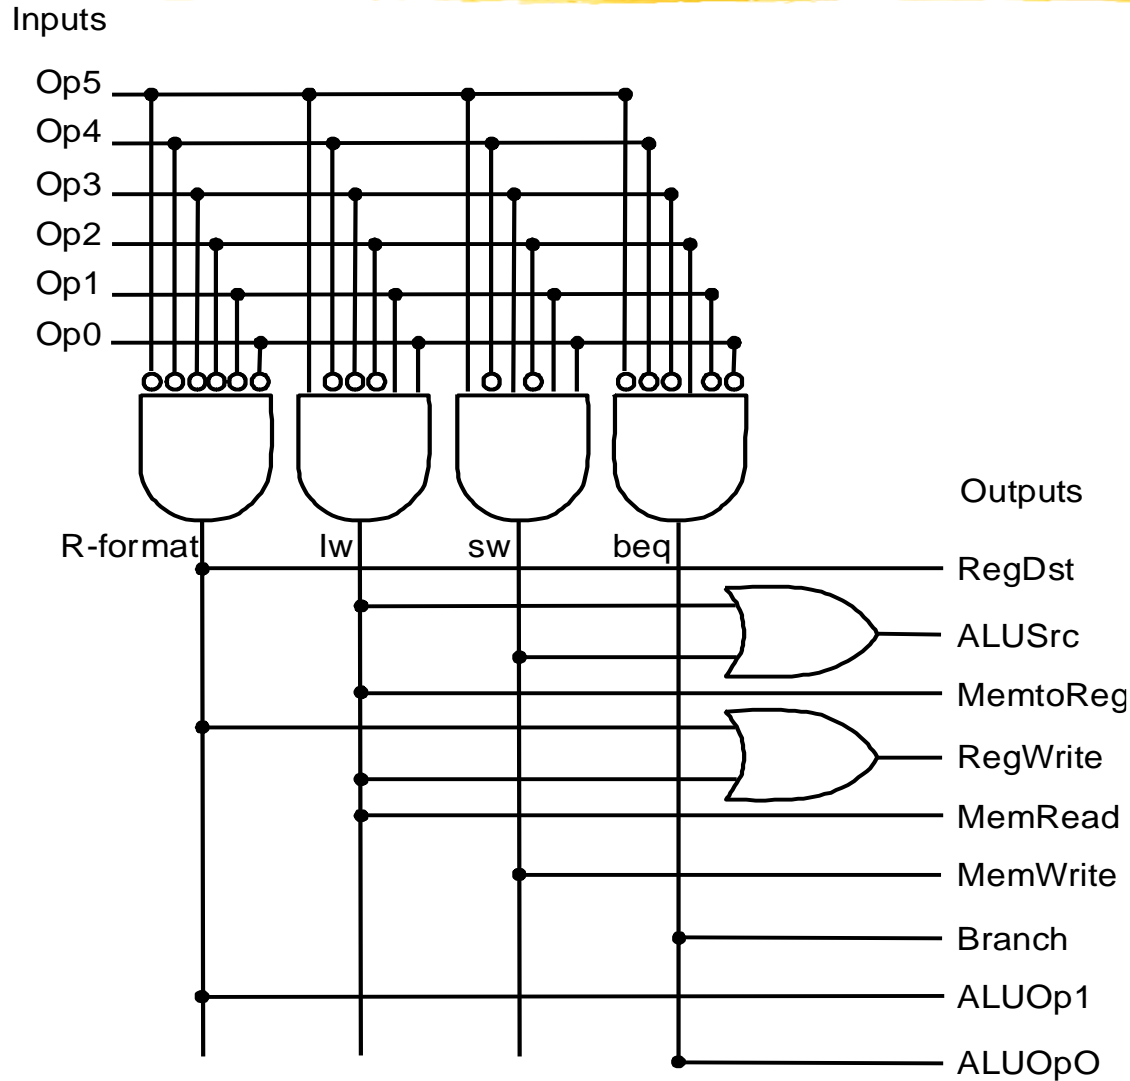 Inputs
Op5
Op4
Op3
Op2
Op1
Op0
Outputs
R-format
lw
sw
beq
RegDst
ALUSrc
MemtoReg
RegWrite
MemRead
MemWrite
Branch
ALUOp1
ALUOpO